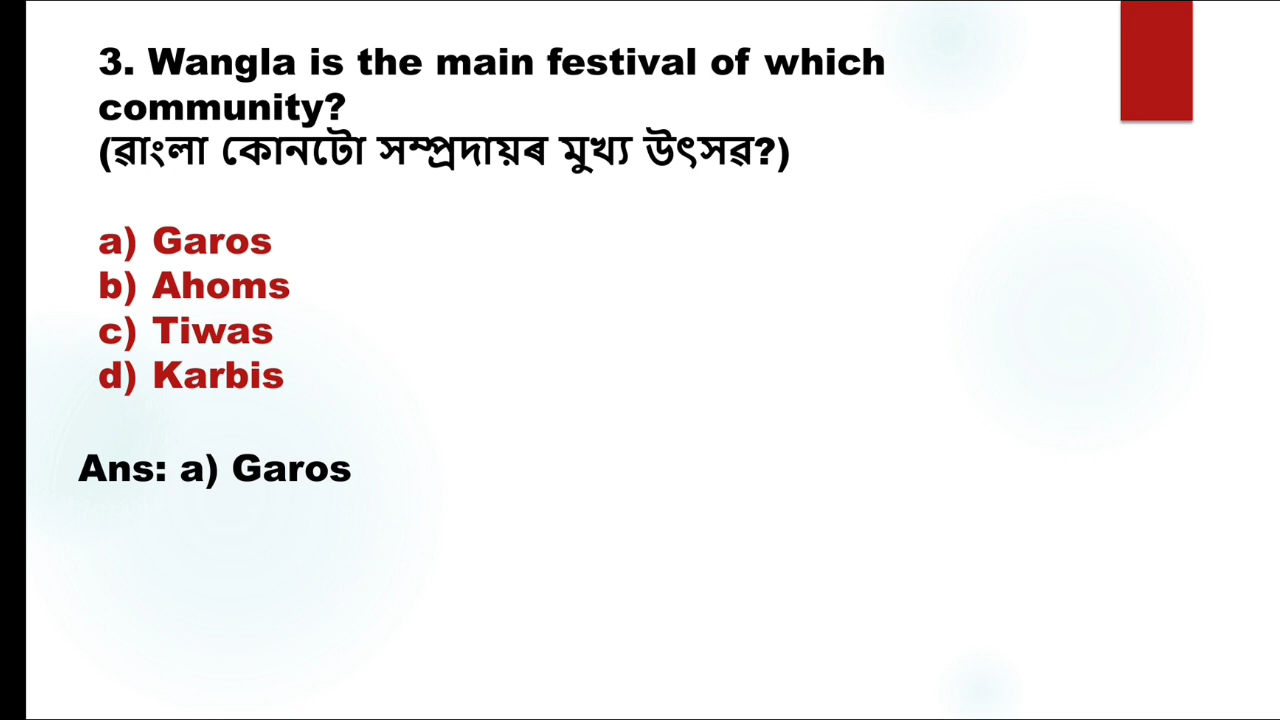 3. Wangla is the main festival of which
community?
(ৱাংলা কোনটো সম্প্ৰদায়ৰ মুখ্য উৎসৱ?)
a) Garos
b) Ahoms
c) Tiwas
d) Karbis
Ans: a) Garos